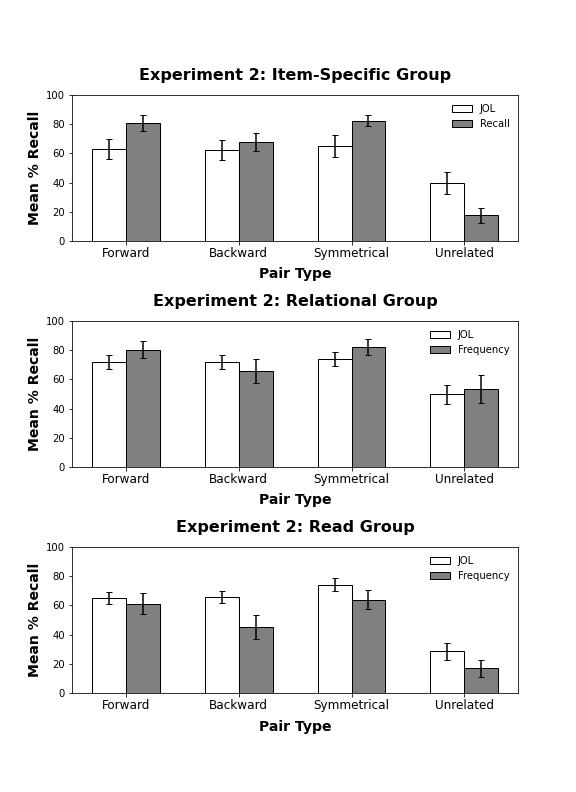 Experiment 2: Item-Specific Group
Mean % Recall
100
80
60
40
20
0
JOL
Recall
Forward Backward Symmetrical Unrelated
Pair Type
Experiment 2: Relational Group
Mean % Recall
100
80
60
40
20
0
JOL
Frequency
Forward Backward Symmetrical Unrelated
Pair Type
Experiment 2: Read Group
Mean % Recall
100
80
60
40
20
0
JOL
Frequency
Forward Backward Symmetrical Unrelated
Pair Type